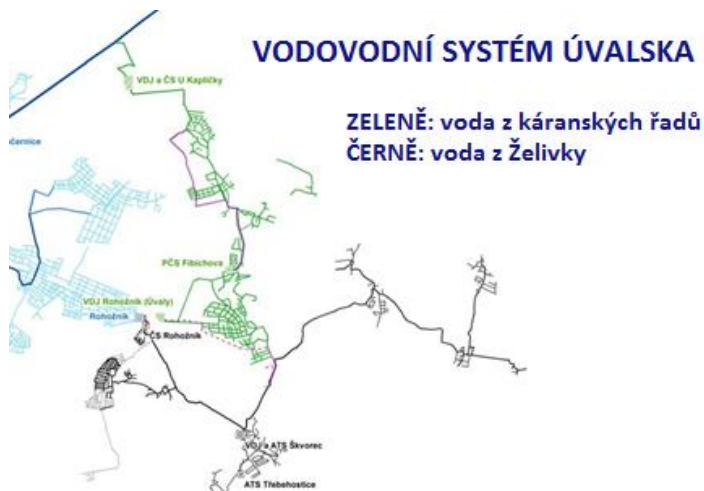 VODOVODNÍ SYSTÉM ÚVALSKA
VDJ a ČS U Kapličky
ZELENĚ: voda z káranských řadů
ČERNĚ: voda z Želivky
černice
PČS Fibichova
VDJ Rohožník (Úvaly)
Rohožník
ČS Rohožník
VDJ a ATS Škvorec
ATS Třebohostice